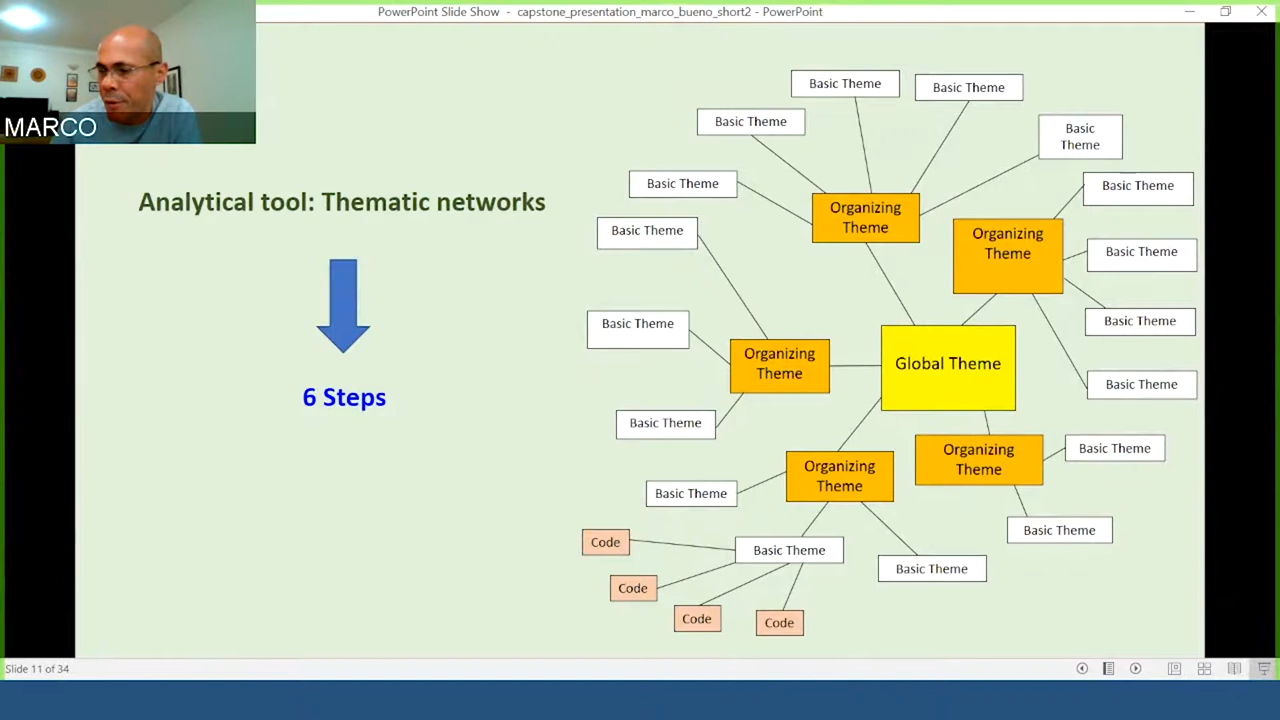 PowerPoint Slide Show - capstone_presentation_marco_bueno_short2 - PowerPoint
MARCO
Analytical tool: Thematic networks
6 Steps
Basic Theme
Basic Theme
Basic Theme
Basic
Theme
Basic Theme
Organizing
Theme
Basic Theme
Basic Theme
Organizing
Theme
Basic Theme
Basic Theme
Basic Theme
Basic Theme
Organizing
Theme
Global Theme
Basic Theme
Basic Theme
Organizing
Theme
Basic Theme
Organizing
Theme
Basic Theme
Basic Theme
Code
Basic Theme
Basic Theme
Code
Code
Code
Slide 11 of 34